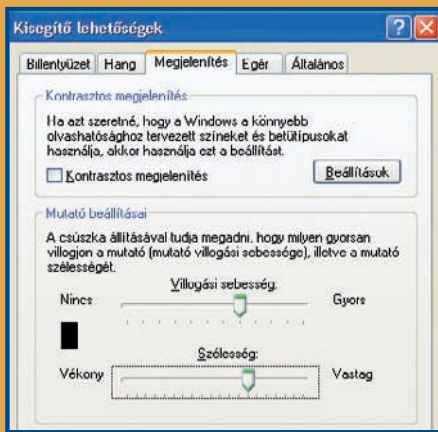 Kisegítő lehetőségek
Billentyűzet Hang Megjelenítés Egér Általános
Kontrasztos megjelenítés
Ha azt szeretné, hogy a Windows a könnyebb
olvashatósághoz tervezett színeket és betűtípusokat
használja, akkor használja ezt a beállítást.
Kontrasztos megjelenítés Beállítások
Mutató beállításai
A csúszka állításával tudja megadni, hogy milyen gyorsan
villogjon a mutató (mutató villogási sebessége), illetve a mutató
szélességét.
Villogási sebesség:
Nincs Gyors
Szélesség:
Vékony Vastag